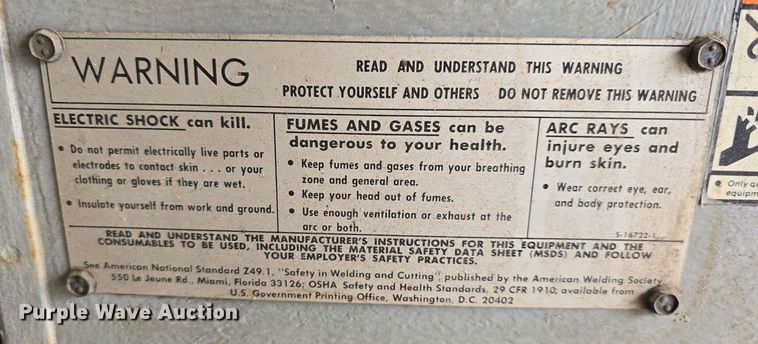 WARNING
READ AND UNDERSTAND THIS WARNING
PROTECT YOURSELF AND OTHERS DO NOT REMOVE THIS WARNING
ELECTRIC SHOCK can kill.
• Do not permit electrically live parts or
electrodes to contact skin . . . or your
clothing or gloves if they are wet.
• Insulate yourself from work and ground.
FUMES AND GASES can be
dangerous to your health.
• Keep fumes and gases from your breathing
zone and general area.
• Keep your head out of fumes.
• Use enough ventilation or exhaust at the
arc or both.
ARC RAYS can
injure eyes and
burn skin.
• Wear correct eye, ear,
and body protection.
S-16722-L
READ AND UNDERSTAND THE MANUFACTURER'S INSTRUCTIONS FOR THIS EQUIPMENT AND THE
CONSUMABLES TO BE USED, INCLUDING THE MATERIAL SAFETY DATA SHEET (MSDS) AND FOLLOW
YOUR EMPLOYER'S SAFETY PRACTICES.
See American National Standard Z49.1, "Safety in Welding and Cutting", published by the American Welding Society
550 Le Jeune Rd., Miami, Florida 33126; OSHA Safety and Health Standards, 29 CFR 1910, available from
U.S. Government Printing Office, Washington, D.C. 20402
• Only qu
equipm
Purple Wave Auction